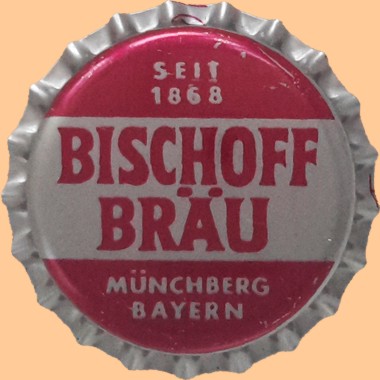 SEIT
1868
BISCHOFF
BRÄU
MÜNCHBERG
BAYERN